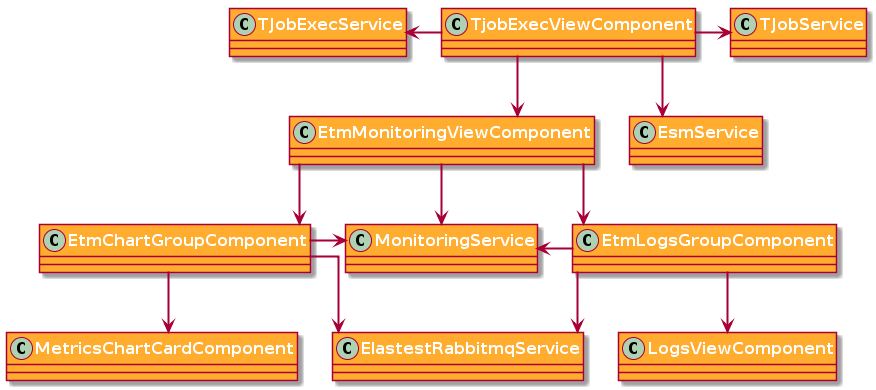 C TJobExecService
C TjobExecViewComponent
C TJobService
C EtmMonitoringViewComponent
C EsmService
C EtmChartGroupComponent
C MonitoringService
C EtmLogsGroupComponent
C MetricsChartCardComponent
C ElastestRabbitmqService
C LogsViewComponent